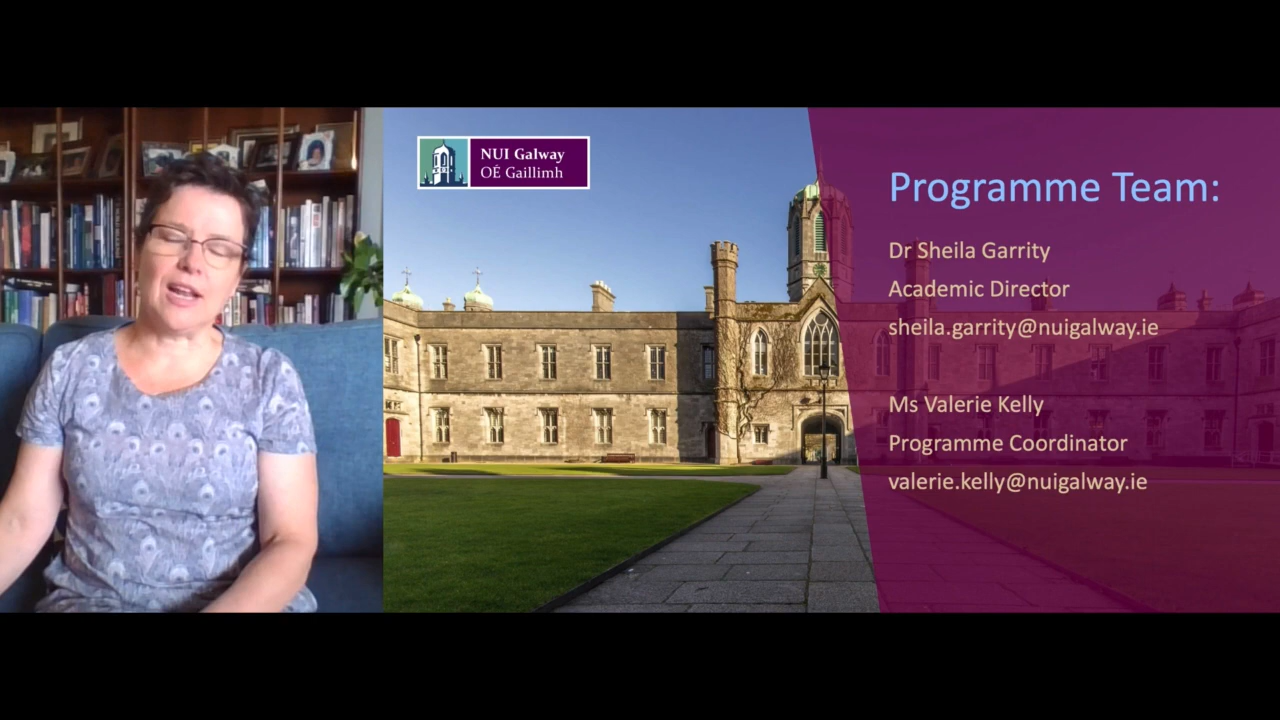 NUI Galway
OÉ Gaillimh
Programme Team:
Dr Sheila Garrity
Academic Director
sheila.garrity@nuigalway.ie
Ms Valerie Kelly
Programme Coordinator
valerie.kelly@nuigalway.ie